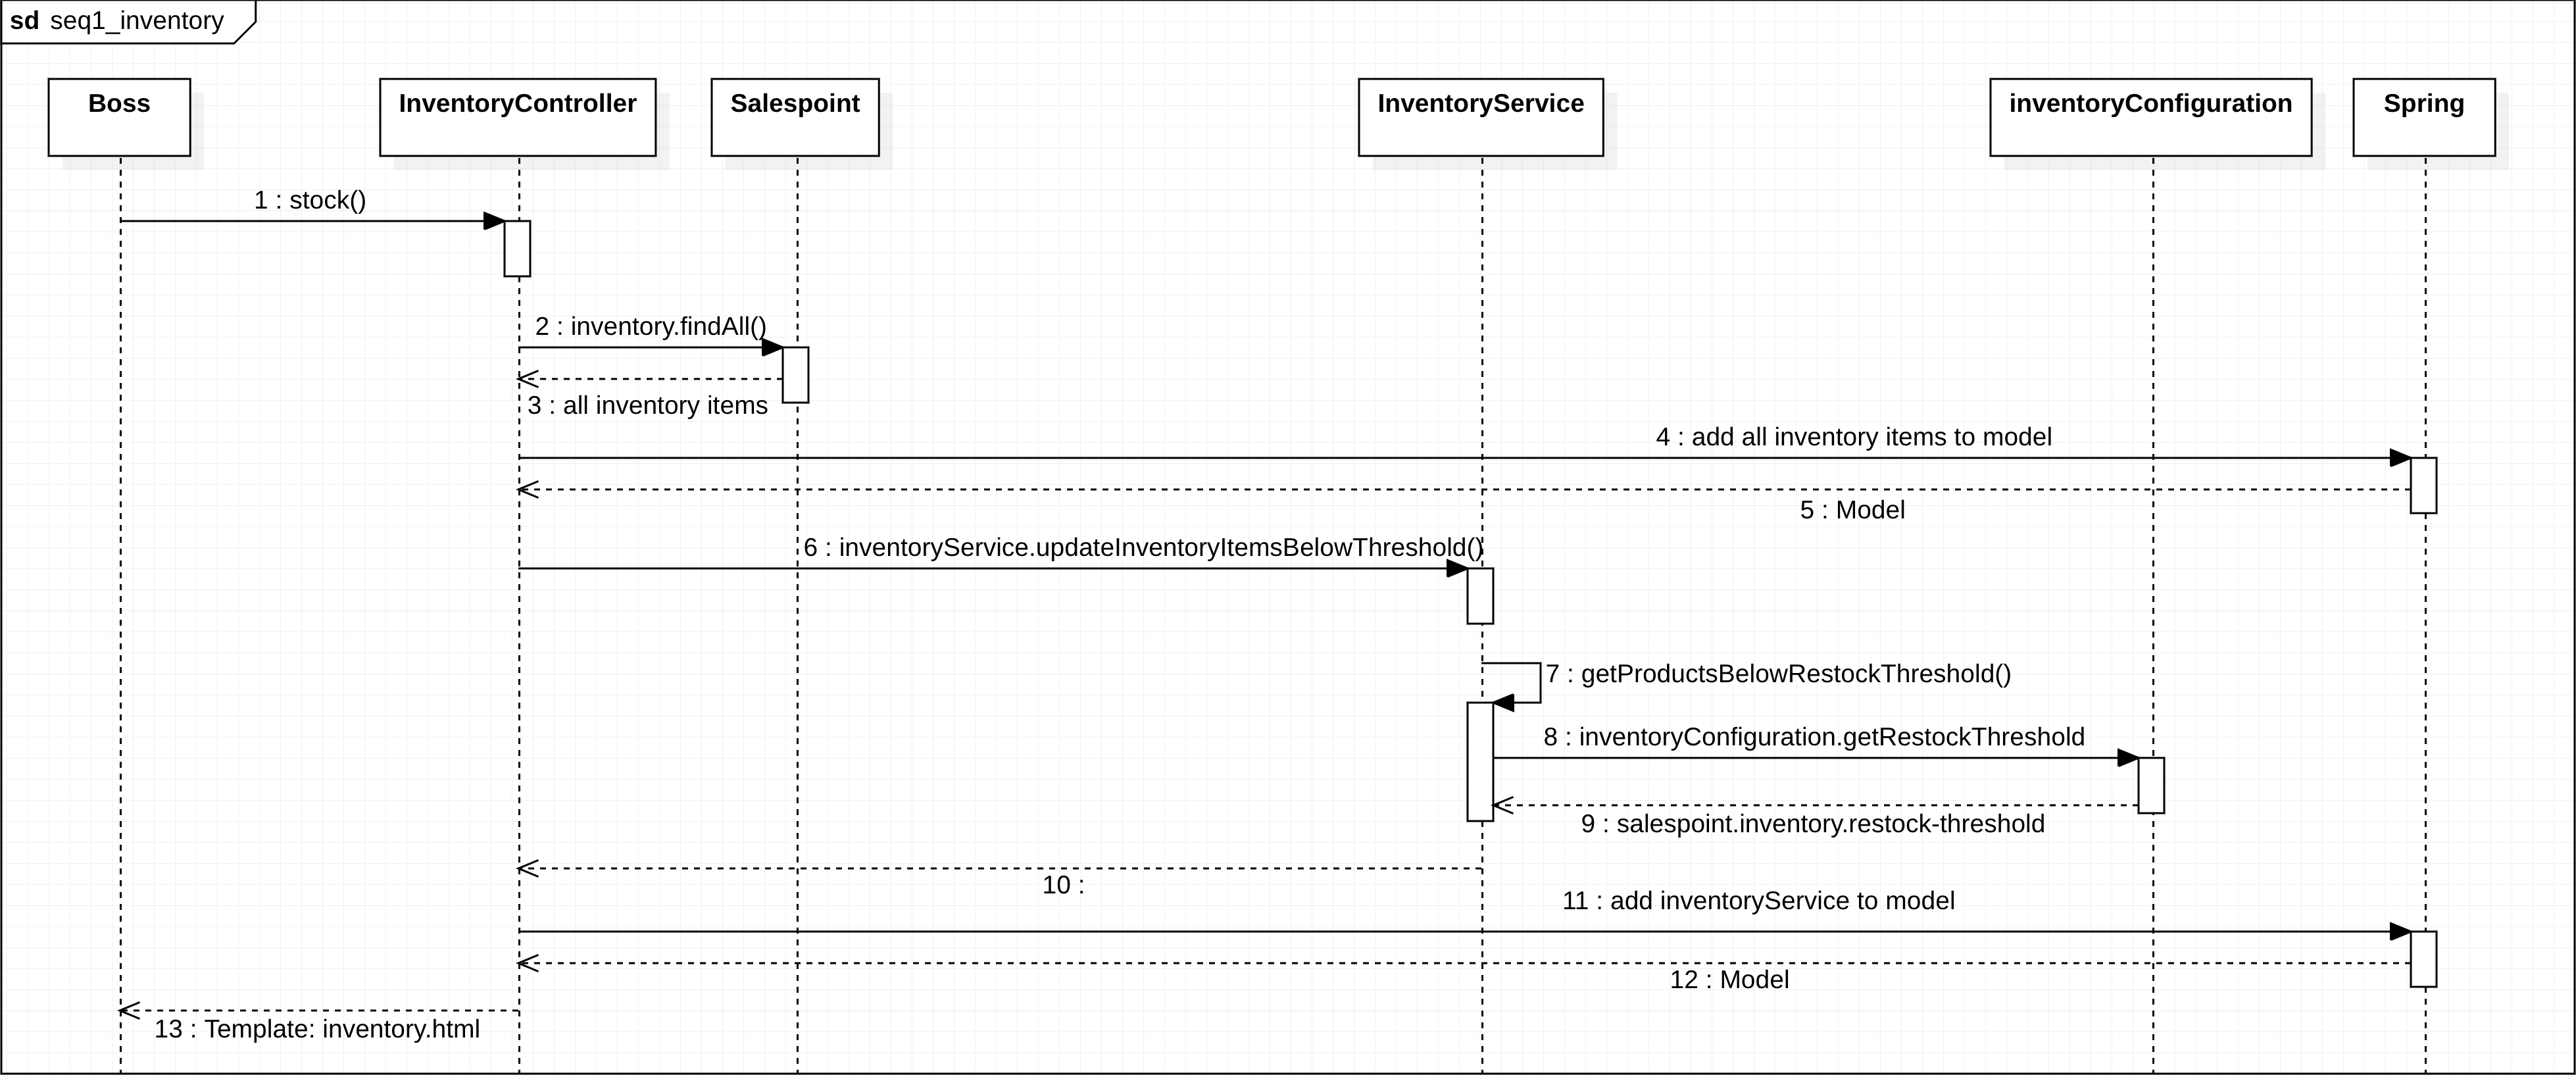 sd seq1_inventory
Boss
InventoryController
Salespoint
InventoryService
inventoryConfiguration
Spring
1 : stock()
2 : inventory.findAll()
3 : all inventory items
4 : add all inventory items to model
5 : Model
6 : inventoryService.updateInventoryItemsBelowThreshold()
7 : getProductsBelowRestockThreshold()
8 : inventoryConfiguration.getRestockThreshold
9 : salespoint.inventory.restock-threshold
10 :
11 : add inventoryService to model
12 : Model
13 : Template: inventory.html